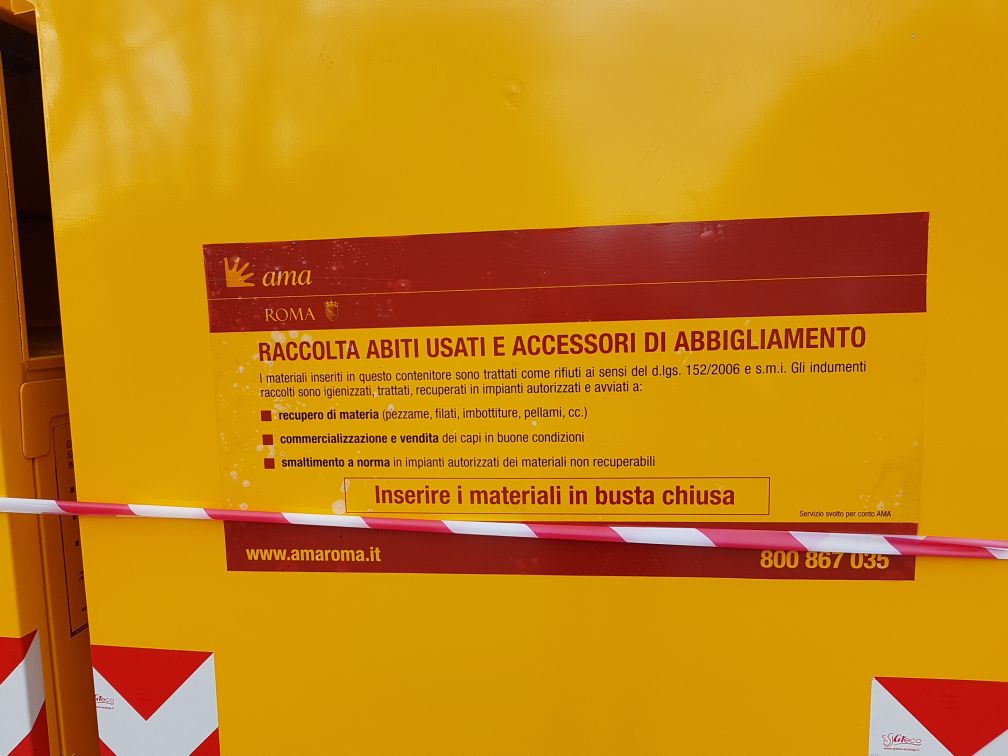 ama
ROMA
RACCOLTA ABITI USATI E ACCESSORI DI ABBIGLIAMENTO
I materiali inseriti in questo contenitore sono trattati come rifiuti ai sensi del d.lgs. 152/2006 e s.m.i. Gli indumenti
raccolti sono igienizzati, trattati, recuperati in impianti autorizzati e avviati a:
recupero di materia (pezzame, filati, imbottiture, pellami, cc.)
commercializzazione e vendita dei capi in buone condizioni
smaltimento a norma in impianti autorizzati dei materiali non recuperabili
Inserire i materiali in busta chiusa
Servizio svolto per conto AMA
www.amaroma.it
800 867 035
GTeco